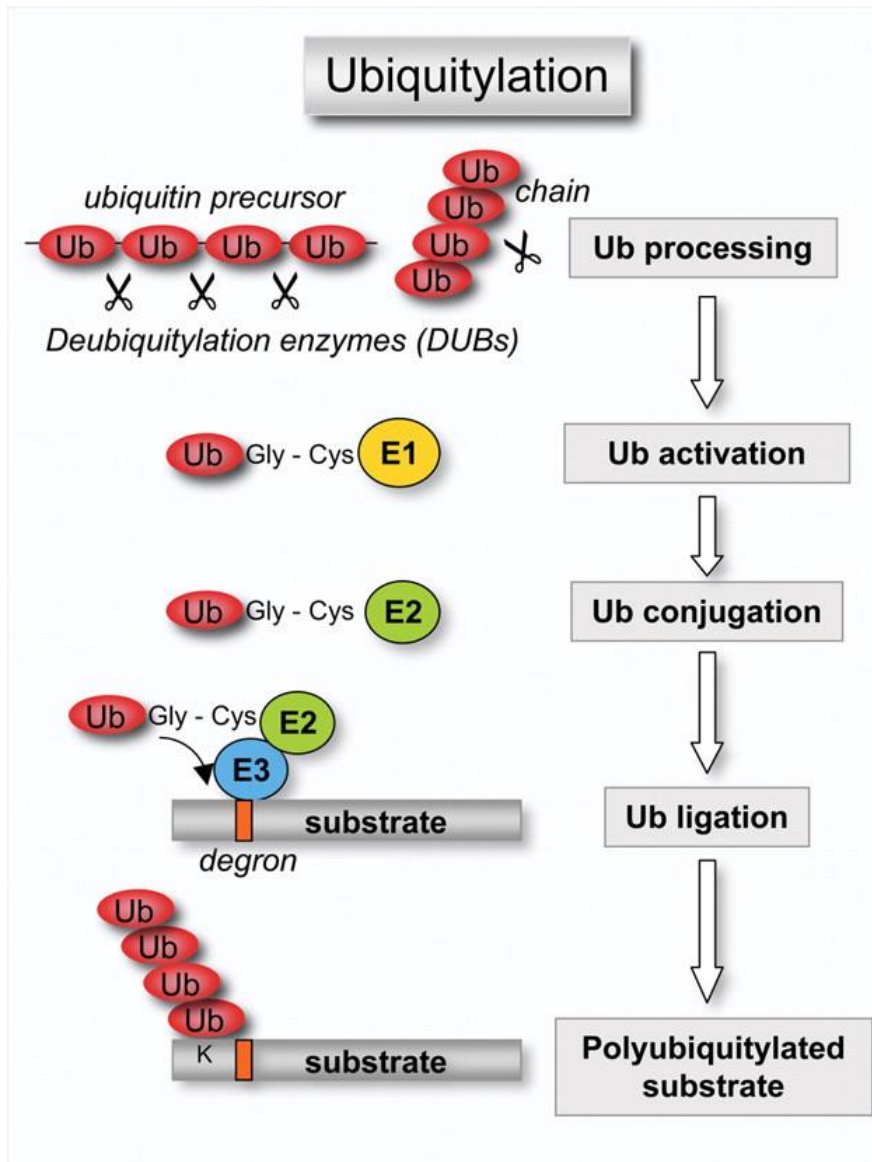 Ubiquitylation
ubiquitin precursor
Ub Ub Ub Ub
Ub
Ub
Ub
Ub
chain
Deubiquitylation enzymes (DUBs)
Ub processing
Ub Gly - Cys E1
Ub activation
Ub Gly - Cys E2
Ub conjugation
Ub Gly - Cys E2
E3
substrate
degron
Ub ligation
Ub
Ub
Ub
Ub
K
substrate
Polyubiquitylated
substrate